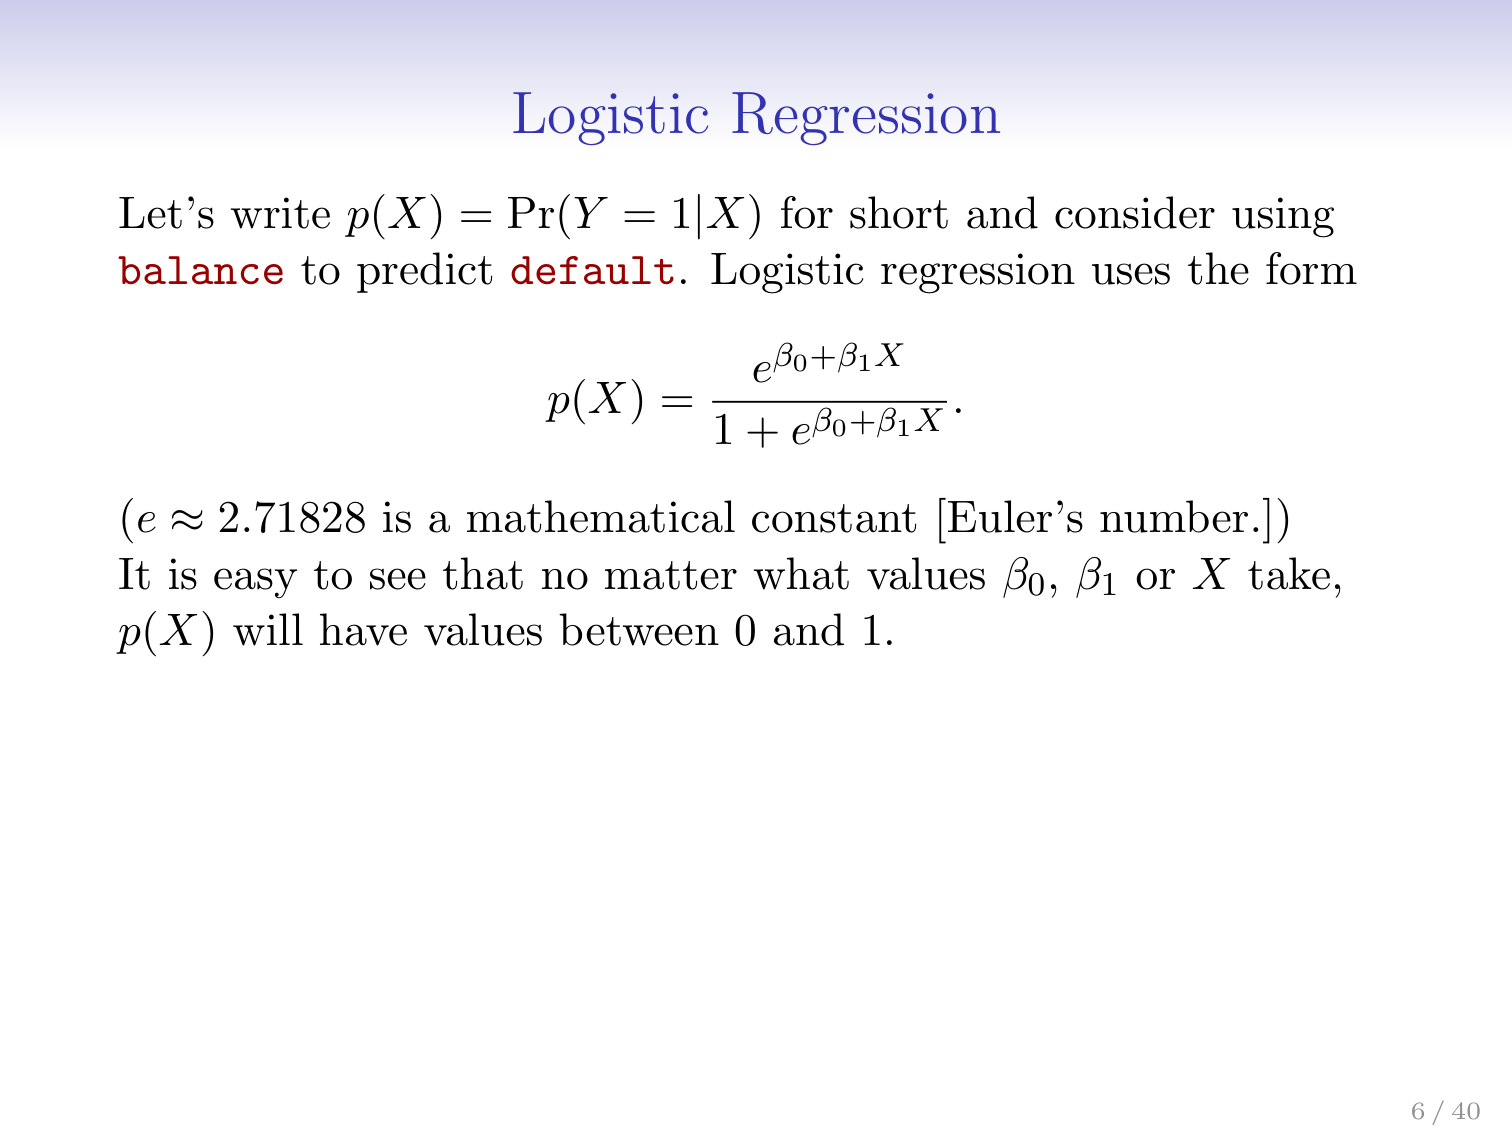 Logistic Regression
Let's write p(X) = Pr(Y = 1|X) for short and consider using
balance to predict default. Logistic regression uses the form
p(X) = e^{β₀+β₁X} / (1 + e^{β₀+β₁X}).
(e ≈ 2.71828 is a mathematical constant [Euler's number.])
It is easy to see that no matter what values β₀, β₁ or X take,
p(X) will have values between 0 and 1.
6 / 40